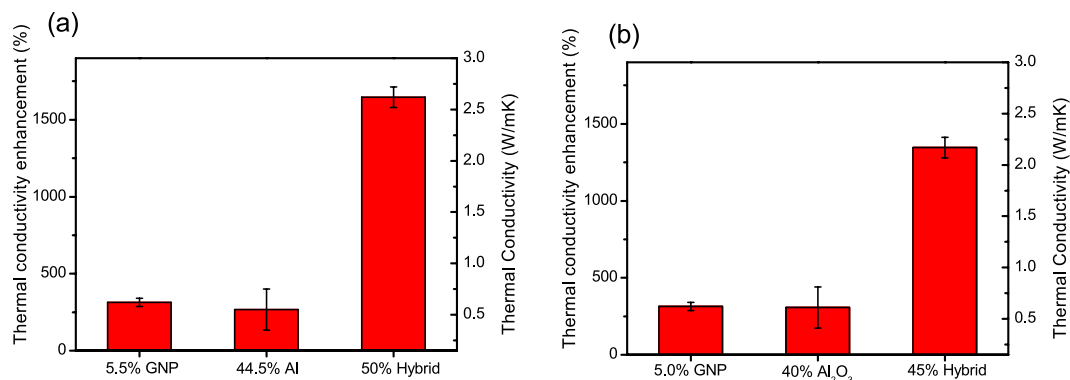 (a)
Thermal conductivity enhancement (%)
1500
1000
500
0
5.5% GNP
44.5% Al
50% Hybrid
3.0
2.5
2.0
1.5
1.0
0.5
Thermal Conductivity (W/mK)
(b)
Thermal conductivity enhancement (%)
1500
1000
500
0
5.0% GNP
40% Al₂O₃
45% Hybrid
3.0
2.5
2.0
1.5
1.0
0.5
Thermal Conductivity (W/mK)